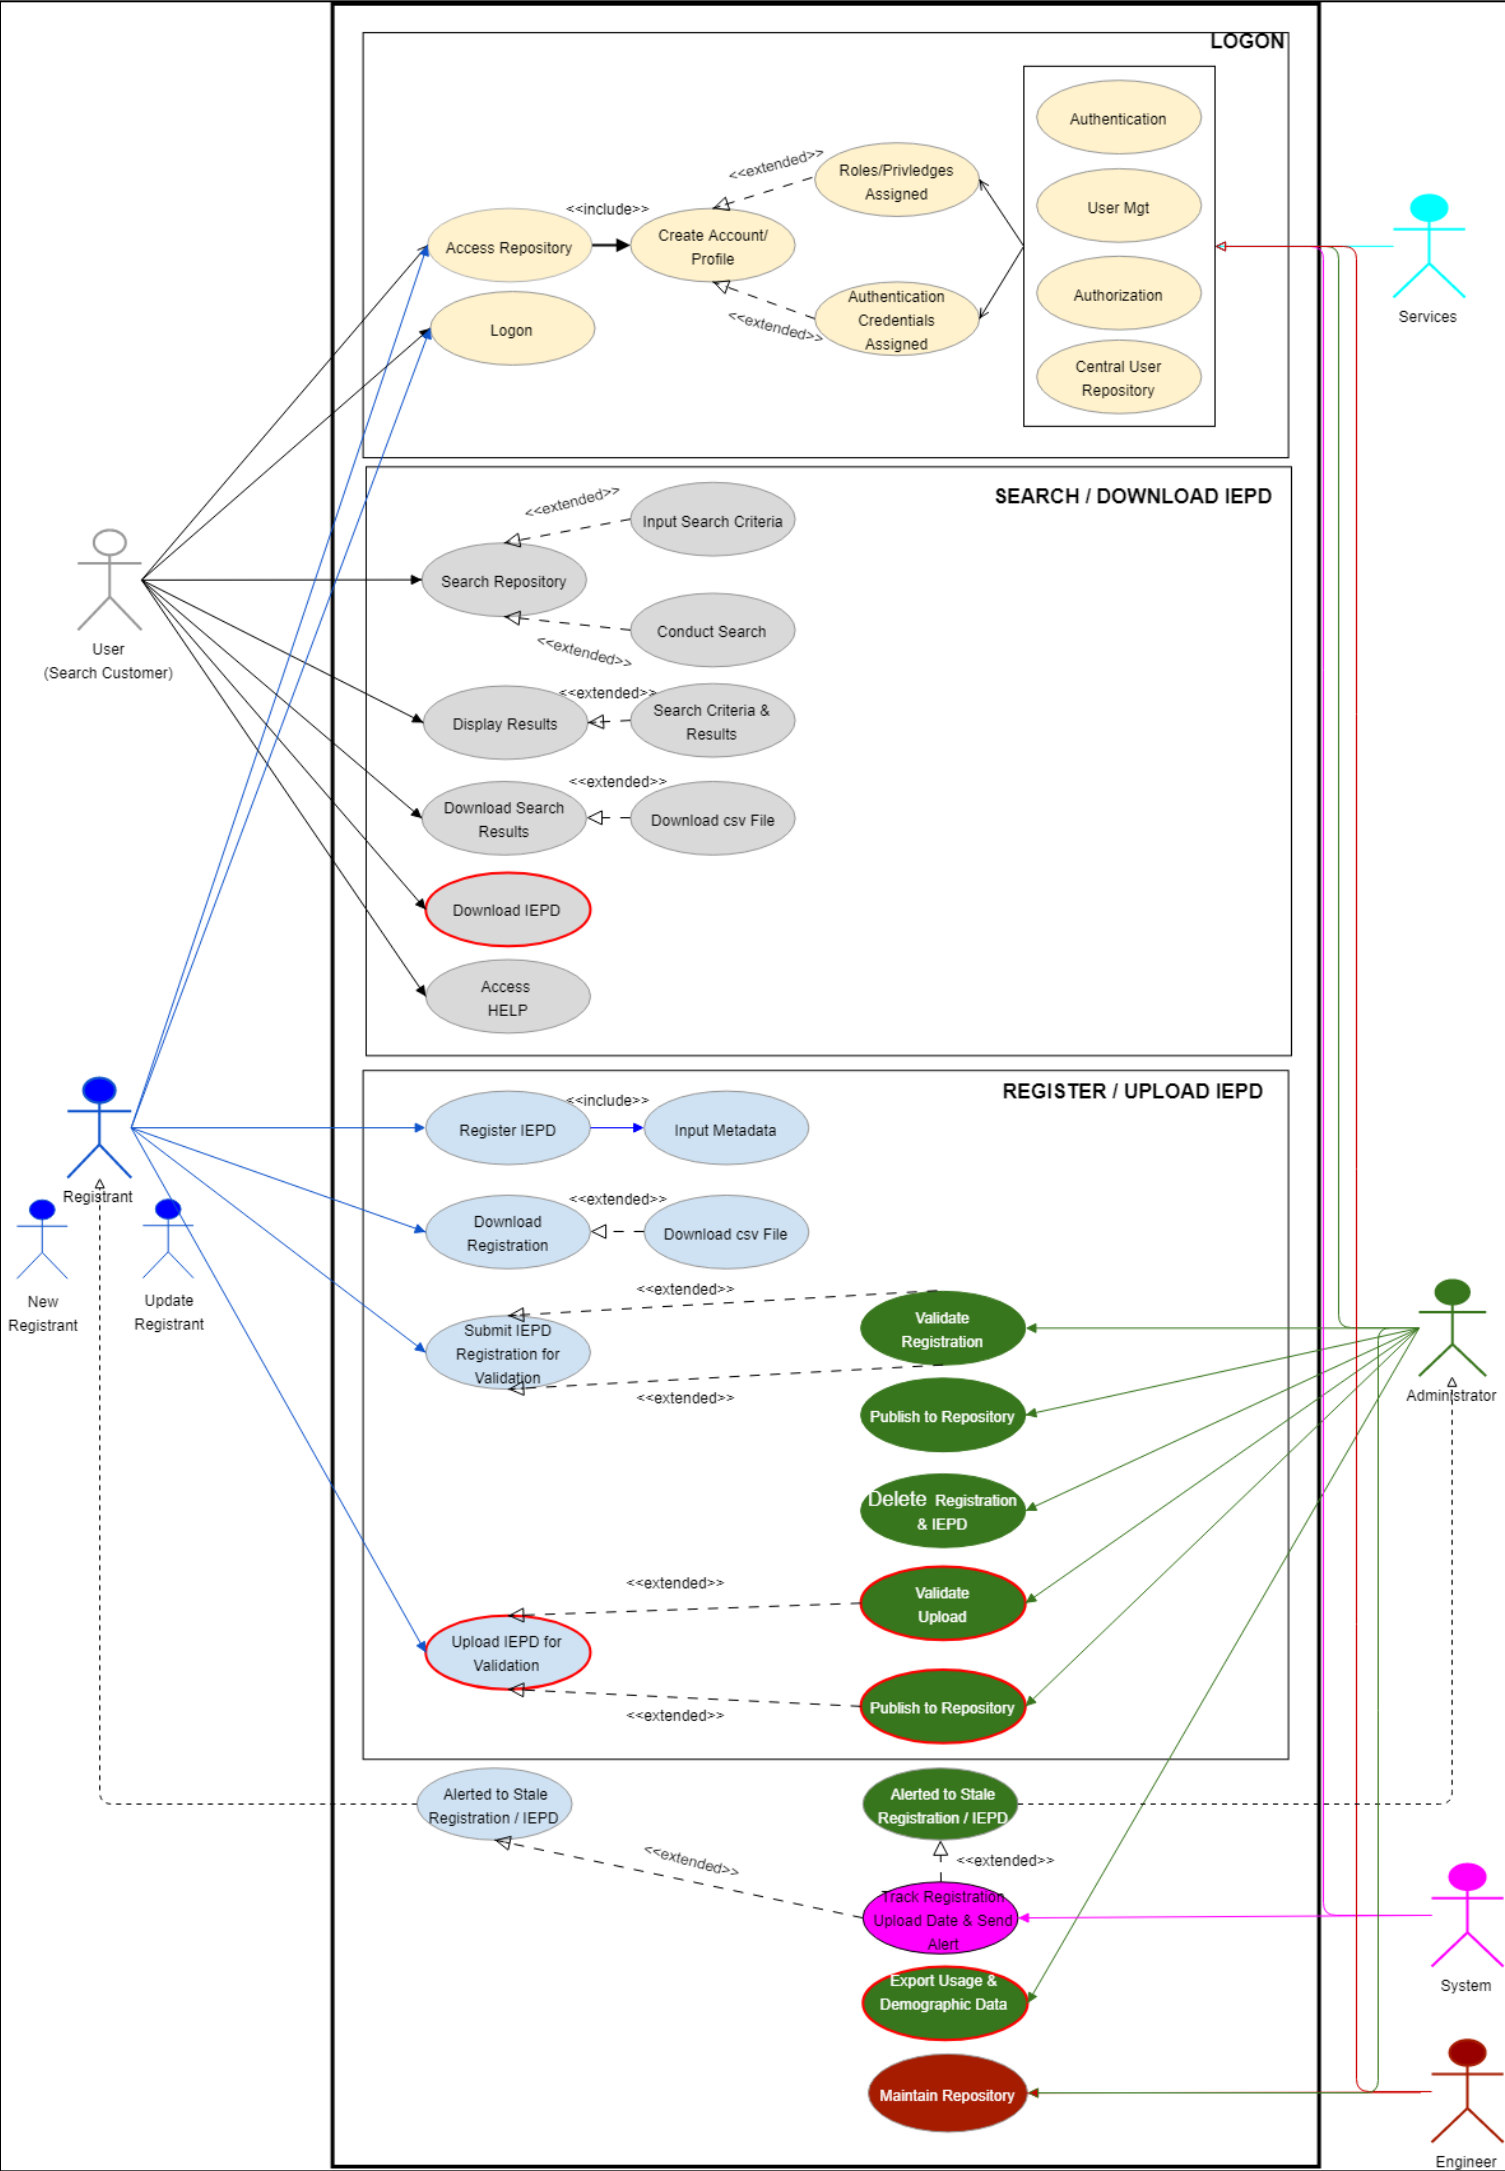 LOGON
Authentication
<<extended>>
Roles/Privledges
Assigned
<<include>>
User Mgt
Access Repository
Create Account/
Profile
Authorization
Authentication
Credentials
Assigned
<<extended>>
Logon
Services
Central User
Repository
SEARCH / DOWNLOAD IEPD
<<extended>>
Input Search Criteria
Search Repository
Conduct Search
<<extended>>
User
(Search Customer)
<<extended>>
Display Results
Search Criteria &
Results
<<extended>>
Download Search
Results
Download csv File
Download IEPD
Access
HELP
REGISTER / UPLOAD IEPD
<<include>>
Register IEPD
Input Metadata
Registrant
<<extended>>
Download
Registration
Download csv File
New
Registrant
Update
Registrant
<<extended>>
Submit IEPD
Registration for
Validation
Validate
Registration
<<extended>>
Administrator
Publish to Repository
Delete Registration
& IEPD
<<extended>>
Validate
Upload
Upload IEPD for
Validation
Publish to Repository
<<extended>>
Alerted to Stale
Registration / IEPD
Alerted to Stale
Registration / IEPD
<<extended>>
<<extended>>
Track Registration
Upload Date & Send
Alert
System
Export Usage &
Demographic Data
Maintain Repository
Engineer